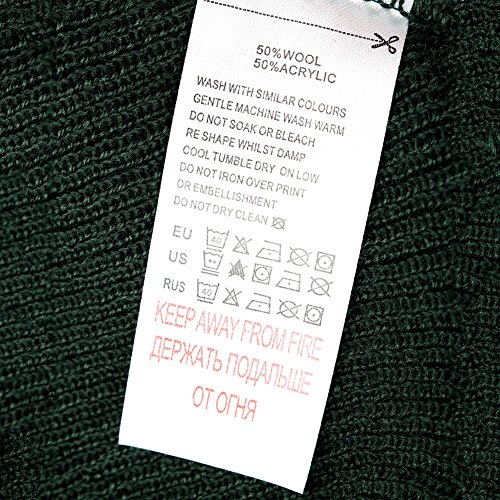 50%WOOL
50%ACRYLIC
WASH WITH SIMILAR COLOURS
GENTLE MACHINE WASH WARM
DO NOT SOAK OR BLEACH
RE SHAPE WHILST DAMP
COOL TUMBLE DRY ON LOW
DO NOT IRON OVER PRINT
OR EMBELLISHMENT
DO NOT DRY CLEAN
EU 40
US
RUS 40
KEEP AWAY FROM FIRE
ДЕРЖАТЬ ПОДАЛЬШЕ
ОТ ОГНЯ